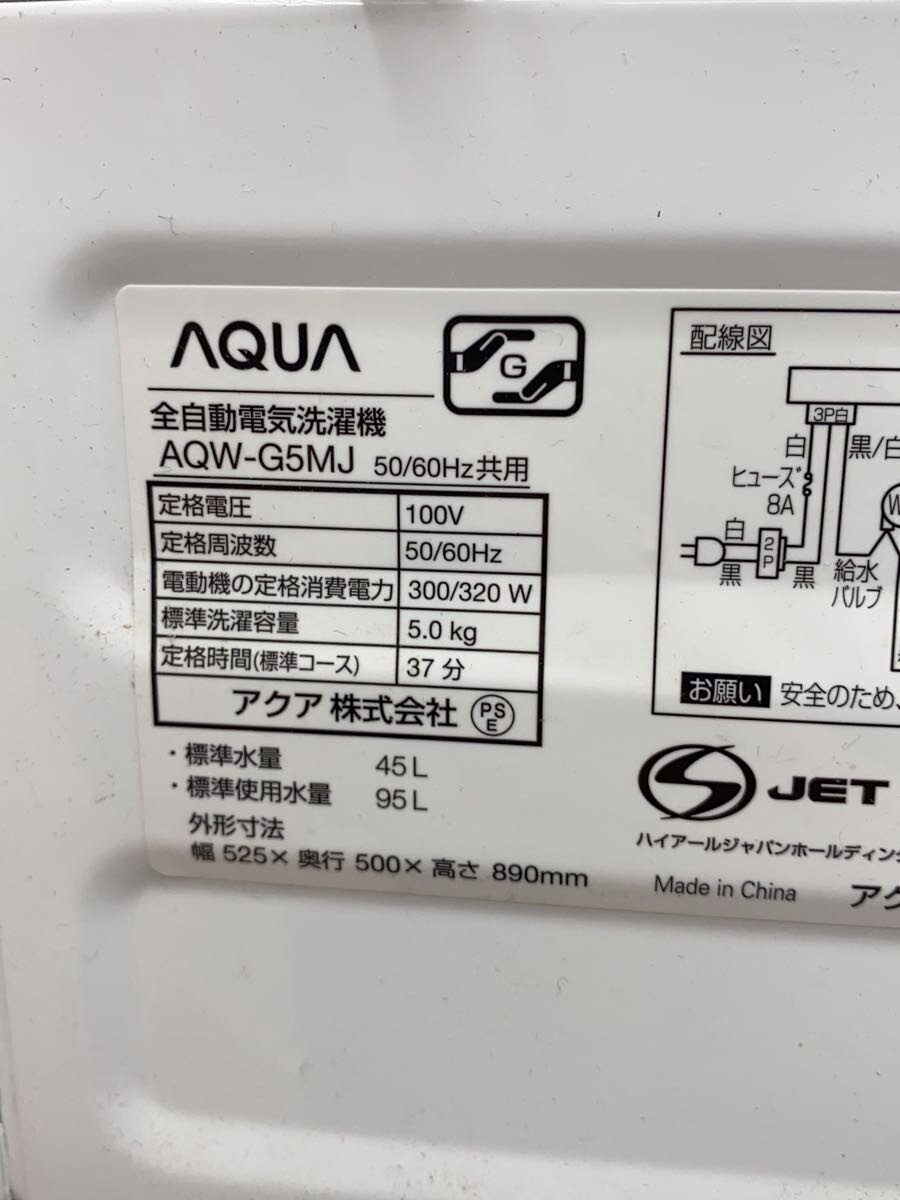 AQUA
G
全自動電気洗濯機
AQW-G5MJ 50/60Hz共用
定格電圧 100V
定格周波数 50/60Hz
電動機の定格消費電力 300/320 W
標準洗濯容量 5.0 kg
定格時間(標準コース) 37 分
アクア株式会社 PS E
・標準水量 45L
・標準使用水量 95L
外形寸法
幅 525× 奥行 500× 高さ 890mm
配線図
3P白
白 黒/白
ヒューズ
8A
W
白
2P
黒 黒
給水
バルブ
お願い 安全のため、
S JET
ハイアールジャパンホールディン
Made in China
アク